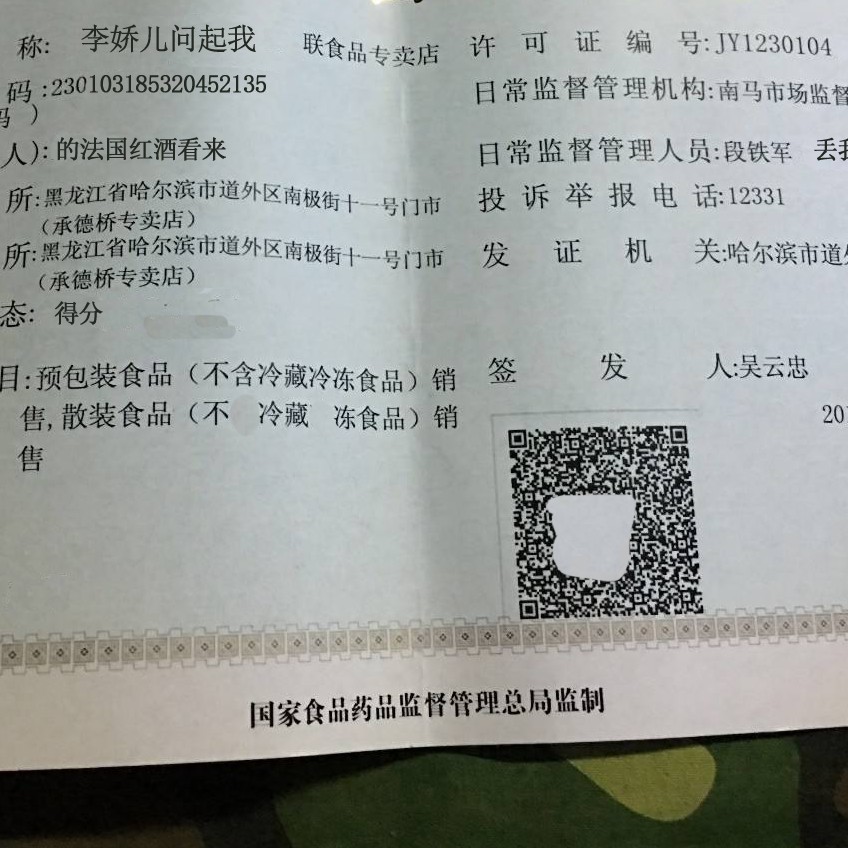 称: 李娇儿问起我 联食品专卖店
码:230103185320452135
码 )
人): 的法国红酒看来
所:黑龙江省哈尔滨市道外区南极街十一号门市
(承德桥专卖店)
所:黑龙江省哈尔滨市道外区南极街十一号门市
(承德桥专卖店)
态: 得分
目:预包装食品(不含冷藏冷冻食品)销
售,散装食品(不 冷藏 冻食品)销
售
许可证编号:JY1230104
日常监督管理机构:南马市场监督
日常监督管理人员:段铁军 丢我
投诉举报电话:12331
发证机关:哈尔滨市道外
签发人:吴云忠
201
国家食品药品监督管理总局监制